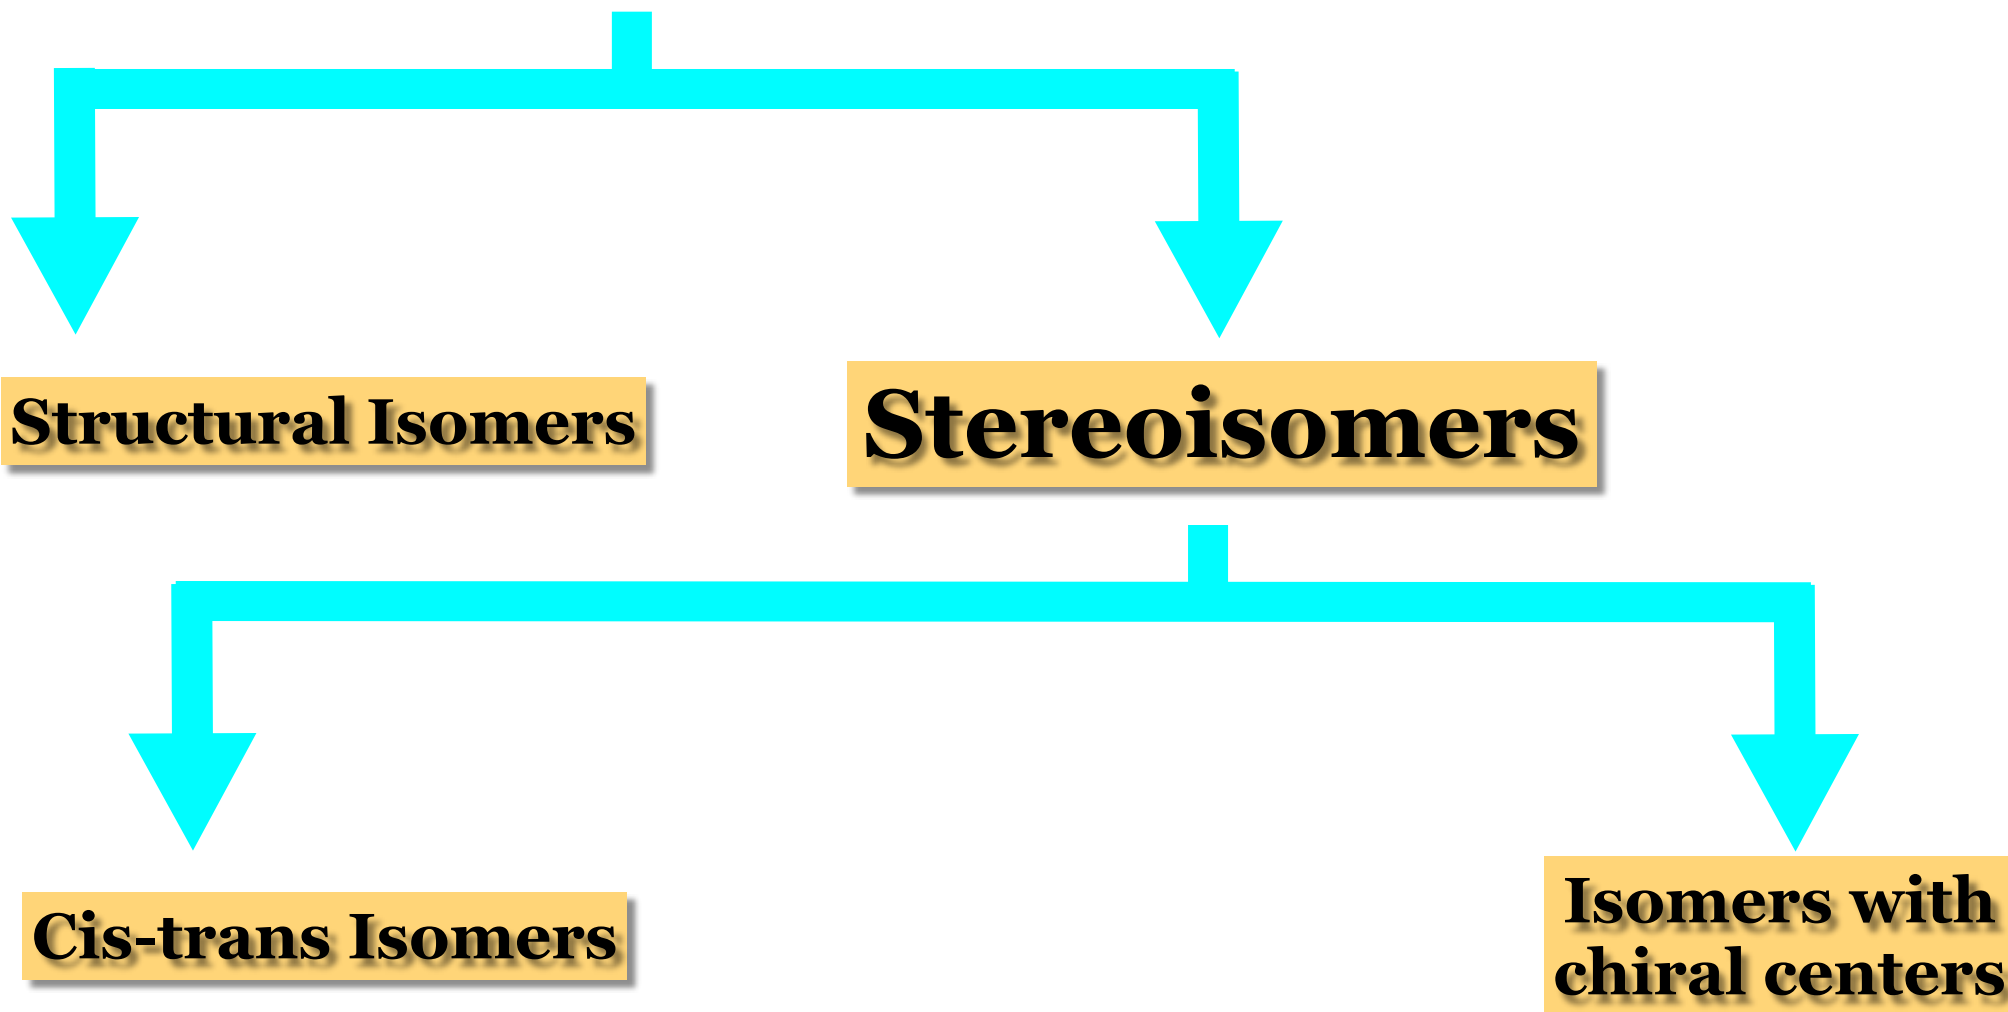 Structural Isomers
Stereoisomers
Cis-trans Isomers
Isomers with
chiral centers